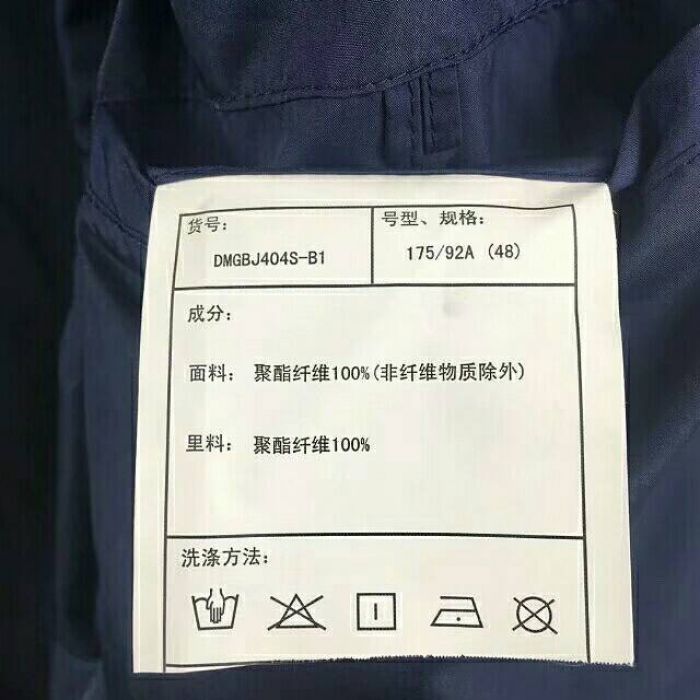 货号：
号型、规格：
DMGBJ404S-B1
175/92A (48)
成分：
面料：聚酯纤维100%(非纤维物质除外)
里料：聚酯纤维100%
洗涤方法：